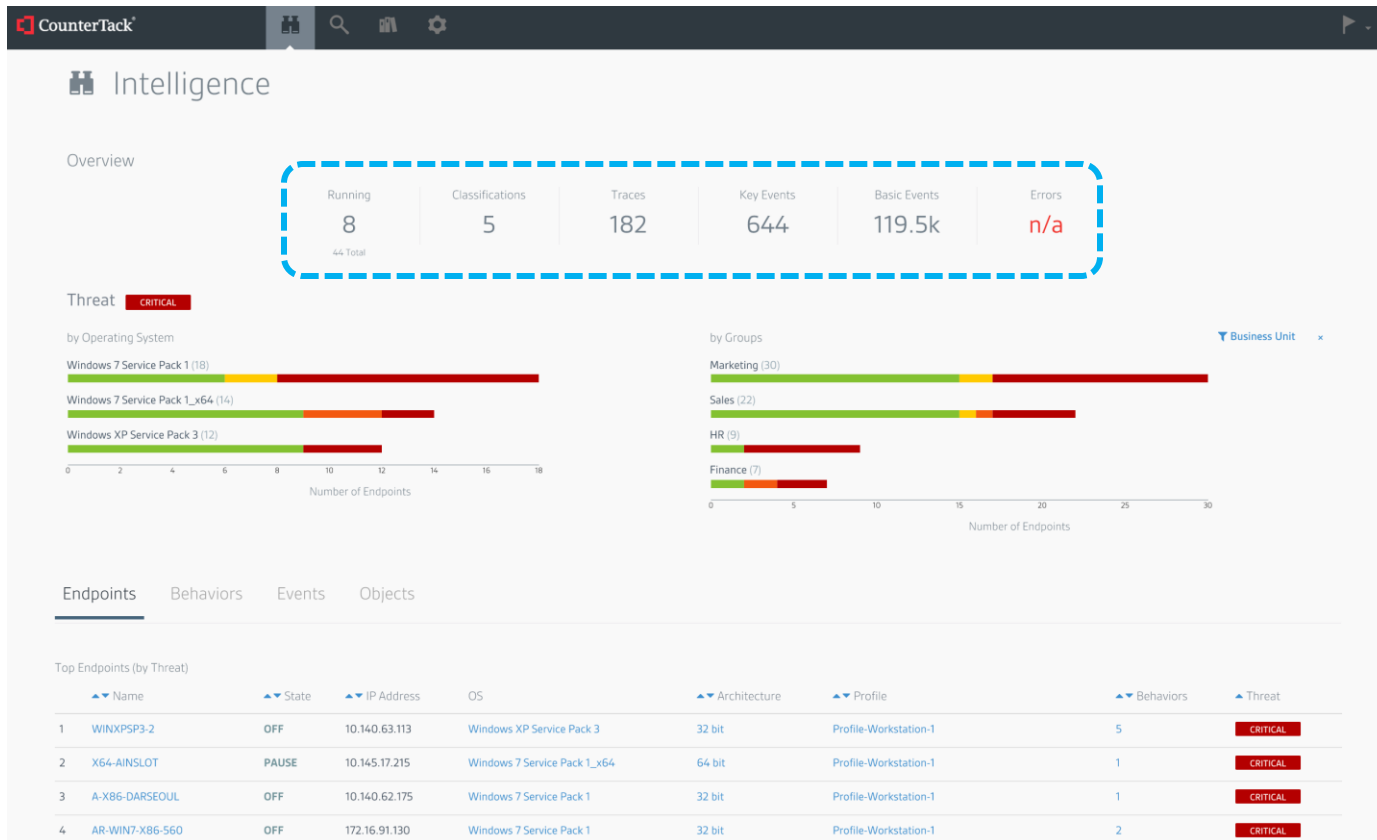 CounterTack®
Intelligence
Overview
Running Classifications Traces Key Events Basic Events Errors
8 5 182 644 119.5k n/a
44 Total
Threat CRITICAL
by Operating System
Windows 7 Service Pack 1 (18)
Windows 7 Service Pack 1_x64 (14)
Windows XP Service Pack 3 (12)
0 2 4 6 8 10 12 14 16 18
Number of Endpoints
by Groups Business Unit ×
Marketing (30)
Sales (22)
HR (9)
Finance (7)
0 5 10 15 20 25 30
Number of Endpoints
Endpoints Behaviors Events Objects
Top Endpoints (by Threat)
Name State IP Address OS Architecture Profile Behaviors Threat
1 WINXPSP3-2 OFF 10.140.63.113 Windows XP Service Pack 3 32 bit Profile-Workstation-1 5 CRITICAL
2 X64-AINSLOT PAUSE 10.145.17.215 Windows 7 Service Pack 1_x64 64 bit Profile-Workstation-1 1 CRITICAL
3 A-X86-DARSEOUL OFF 10.140.62.175 Windows 7 Service Pack 1 32 bit Profile-Workstation-1 1 CRITICAL
4 AR-WIN7-X86-560 OFF 172.16.91.130 Windows 7 Service Pack 1 32 bit Profile-Workstation-1 2 CRITICAL